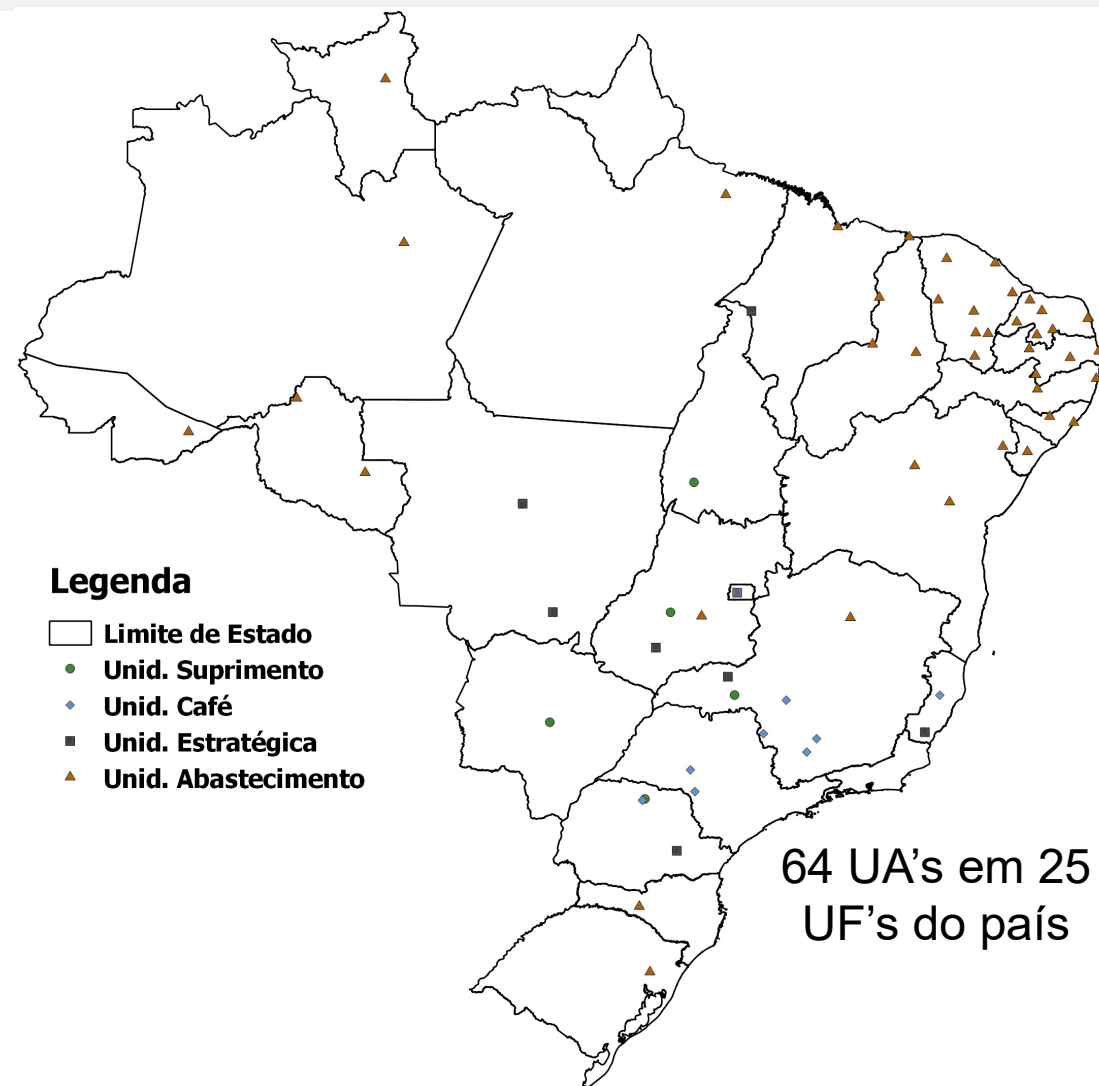 Legenda
Limite de Estado
Unid. Suprimento
Unid. Café
Unid. Estratégica
Unid. Abastecimento
64 UA’s em 25
UF’s do país